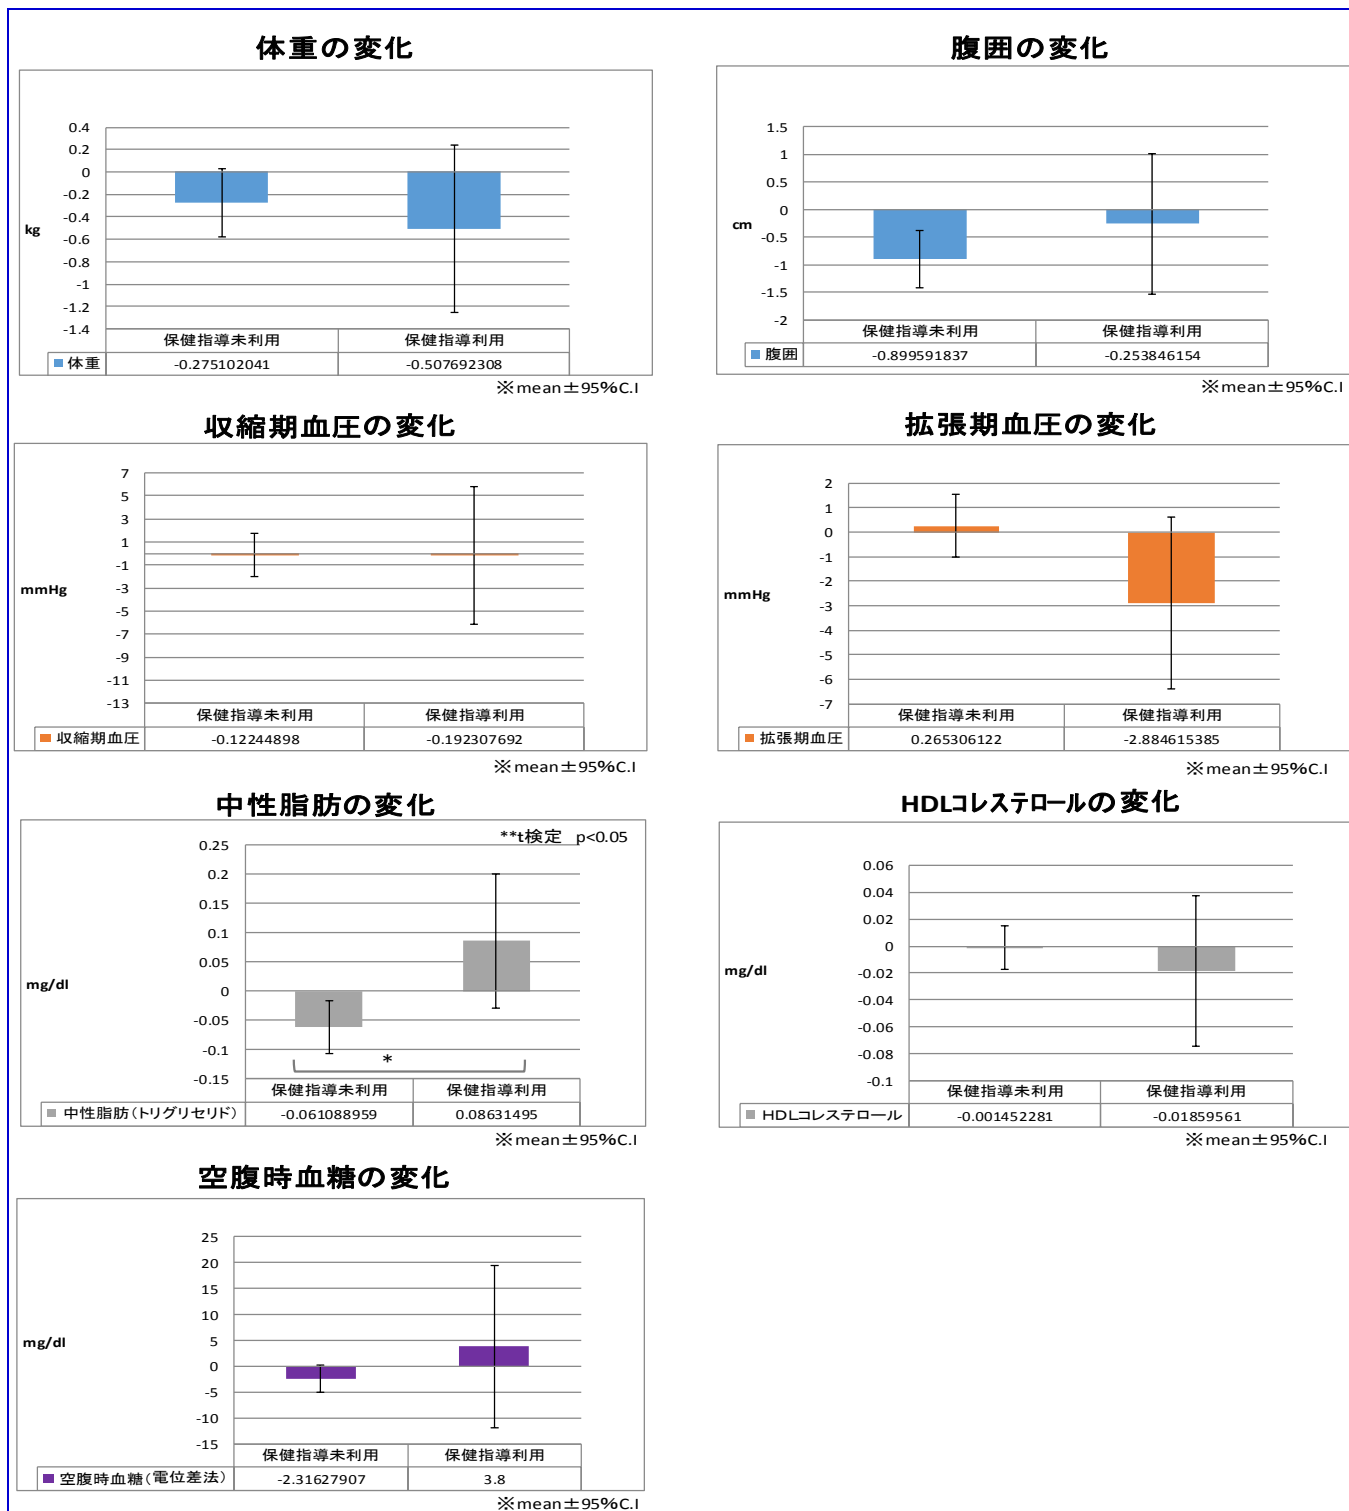 体重の変化
0.4
0.2
0
-0.2
-0.4
-0.6
-0.8
-1
-1.2
-1.4
kg
保健指導未利用 保健指導利用
体重 -0.275102041 -0.507692308
※mean±95%C.I
腹囲の変化
1.5
1
0.5
0
-0.5
-1
-1.5
-2
cm
保健指導未利用 保健指導利用
腹囲 -0.899591837 -0.253846154
※mean±95%C.I
収縮期血圧の変化
7
5
3
1
-1
-3
-5
-7
-9
-11
-13
mmHg
保健指導未利用 保健指導利用
収縮期血圧 -0.12244898 -0.192307692
※mean±95%C.I
拡張期血圧の変化
2
1
0
-1
-2
-3
-4
-5
-6
-7
mmHg
保健指導未利用 保健指導利用
拡張期血圧 0.265306122 -2.884615385
※mean±95%C.I
中性脂肪の変化
**t検定 p<0.05
0.25
0.2
0.15
0.1
0.05
0
-0.05
-0.1
-0.15
mg/dl
*
保健指導未利用 保健指導利用
中性脂肪(トリグリセリド) -0.061088959 0.08631495
※mean±95%C.I
HDLコレステロールの変化
0.06
0.04
0.02
0
-0.02
-0.04
-0.06
-0.08
-0.1
mg/dl
保健指導未利用 保健指導利用
HDLコレステロール -0.001452281 -0.01859561
※mean±95%C.I
空腹時血糖の変化
25
20
15
10
5
0
-5
-10
-15
mg/dl
保健指導未利用 保健指導利用
空腹時血糖(電位差法) -2.31627907 3.8
※mean±95%C.I